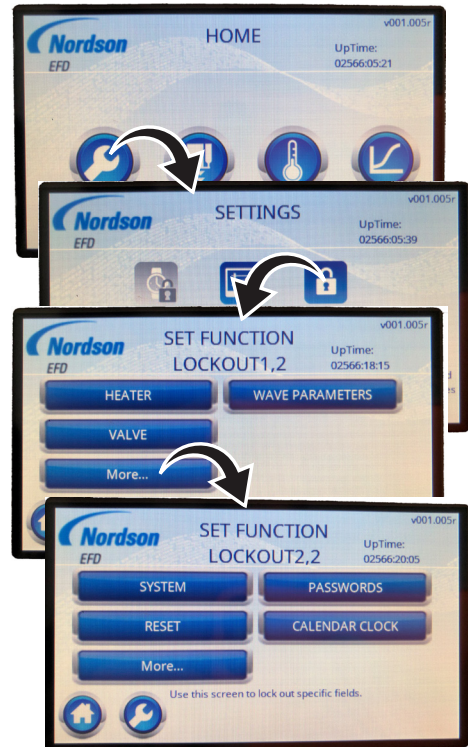 v001.005r
Nordson
EFD
HOME
UpTime:
02566:05:21
v001.005r
Nordson
EFD
SETTINGS
UpTime:
02566:05:39
v001.005r
Nordson
EFD
SET FUNCTION
LOCKOUT1,2
UpTime:
02566:18:15
HEATER
WAVE PARAMETERS
VALVE
More...
v001.005r
Nordson
EFD
SET FUNCTION
LOCKOUT2,2
UpTime:
02566:20:05
SYSTEM
PASSWORDS
RESET
CALENDAR CLOCK
More...
Use this screen to lock out specific fields.